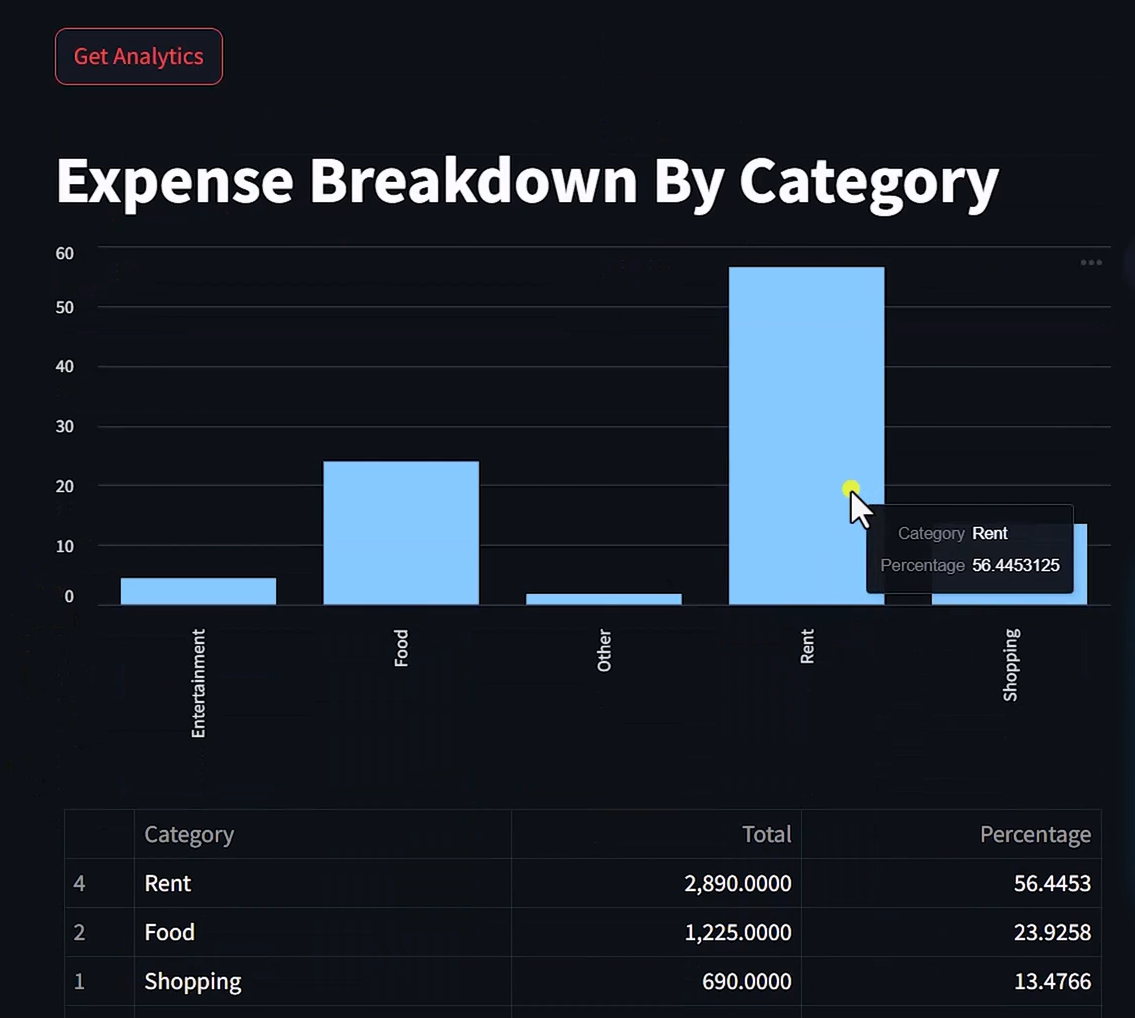 Get Analytics
Expense Breakdown By Category
60
50
40
30
20
10
0
Category Rent
Percentage 56.4453125
Entertainment
Food
Other
Rent
Shopping
Category Total Percentage
4 Rent 2,890.0000 56.4453
2 Food 1,225.0000 23.9258
1 Shopping 690.0000 13.4766